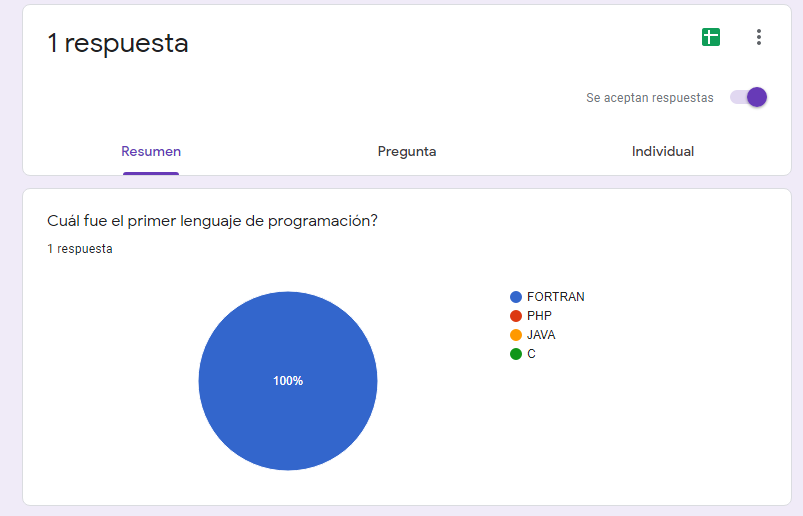 1 respuesta
Se aceptan respuestas
Resumen
Pregunta
Individual
Cuál fue el primer lenguaje de programación?
1 respuesta
100%
FORTRAN
PHP
JAVA
C